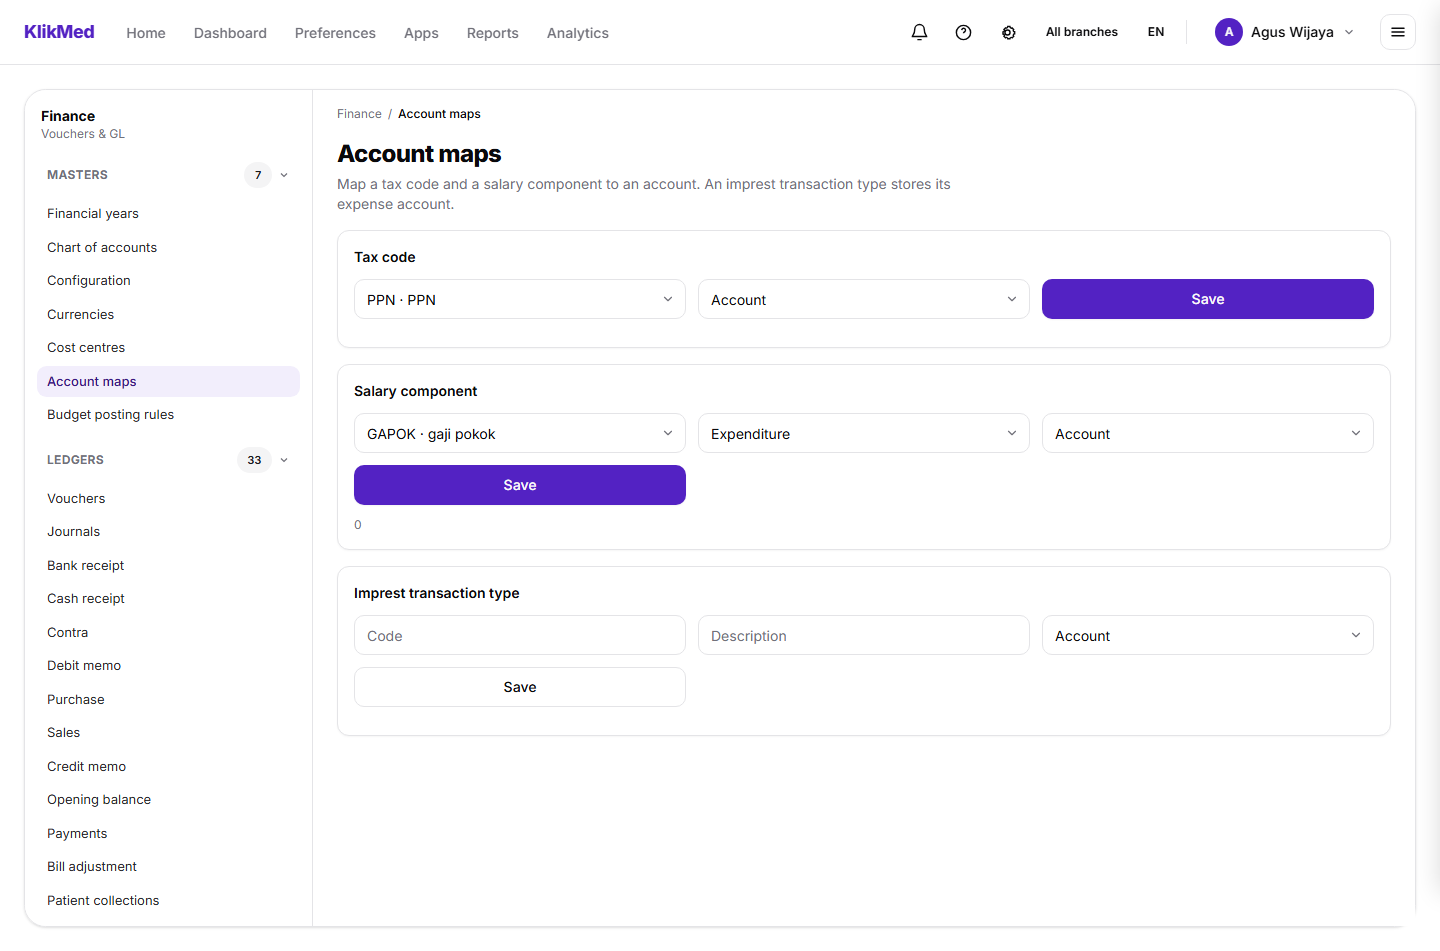 KlikMed
Home
Dashboard
Preferences
Apps
Reports
Analytics
All branches
EN
A
Agus Wijaya
Finance
Vouchers & GL
MASTERS
7
Financial years
Chart of accounts
Configuration
Currencies
Cost centres
Account maps
Budget posting rules
LEDGERS
33
Vouchers
Journals
Bank receipt
Cash receipt
Contra
Debit memo
Purchase
Sales
Credit memo
Opening balance
Payments
Bill adjustment
Patient collections
Finance / Account maps
Account maps
Map a tax code and a salary component to an account. An imprest transaction type stores its
expense account.
Tax code
PPN · PPN
Account
Save
Salary component
GAPOK · gaji pokok
Expenditure
Account
Save
0
Imprest transaction type
Code
Description
Account
Save